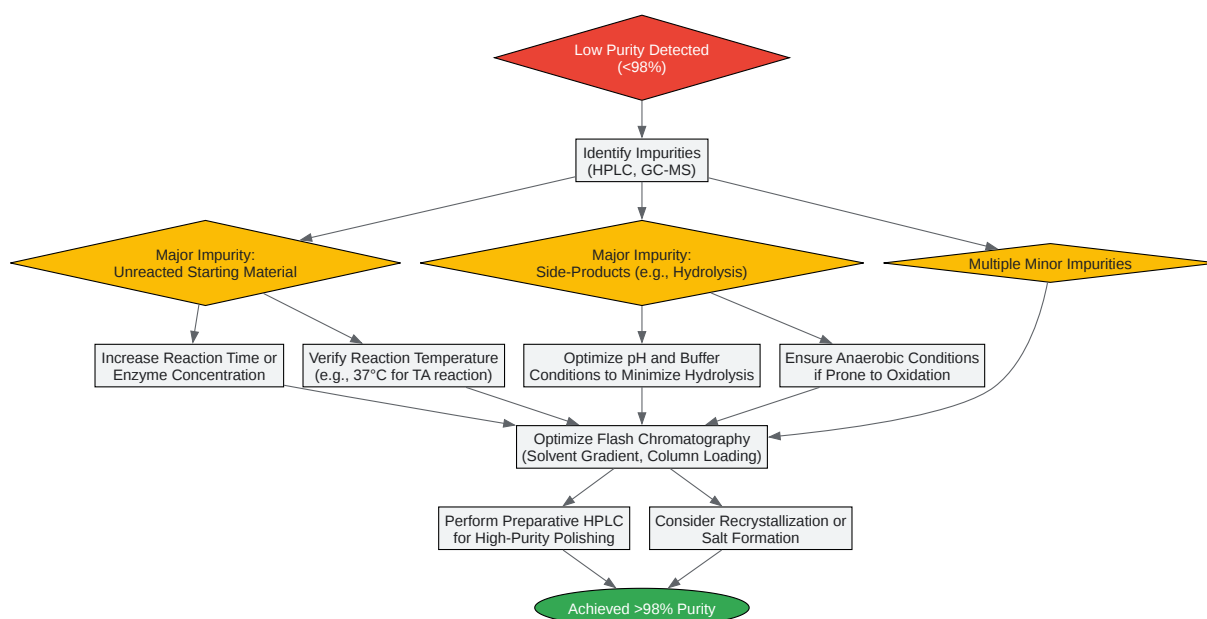 Low Purity Detected
(<98%)
Identify Impurities
(HPLC, GC-MS)
Major Impurity:
Unreacted Starting Material
Major Impurity:
Side-Products (e.g., Hydrolysis)
Multiple Minor Impurities
Increase Reaction Time or
Enzyme Concentration
Verify Reaction Temperature
(e.g., 37°C for TA reaction)
Optimize pH and Buffer
Conditions to Minimize Hydrolysis
Ensure Anaerobic Conditions
if Prone to Oxidation
Optimize Flash Chromatography
(Solvent Gradient, Column Loading)
Perform Preparative HPLC
for High-Purity Polishing
Consider Recrystallization or
Salt Formation
Achieved >98% Purity